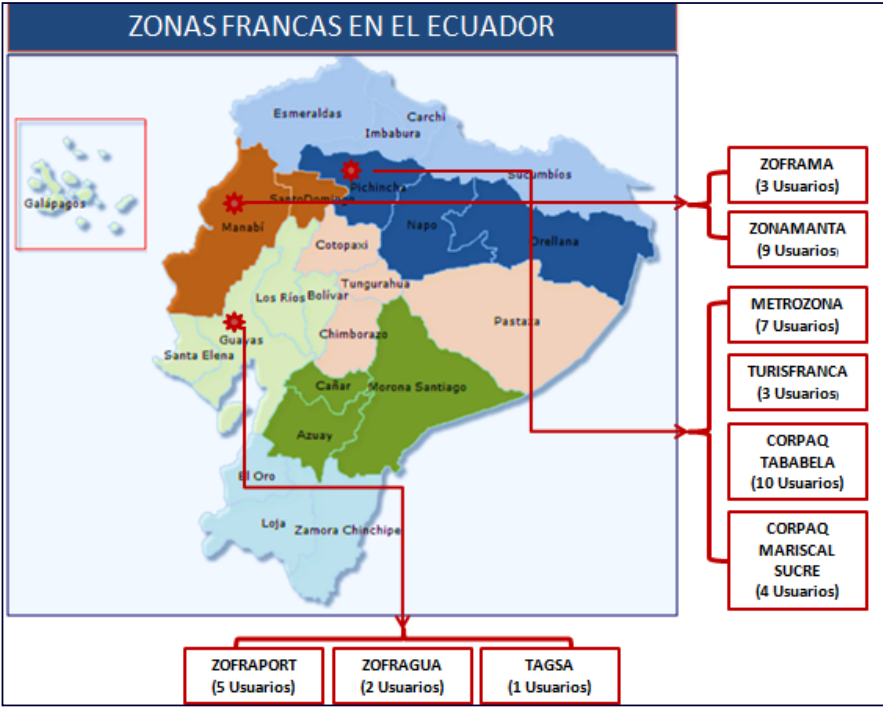 ZONAS FRANCAS EN EL ECUADOR
Esmeraldas
Carchi
Imbabura
Sucumbíos
Pichincha
Galápagos
SantoDomingo
Manabí
Napo
Orellana
Cotopaxi
Tungurahua
Los Ríos
Bolívar
Pastaza
Guayas
Chimborazo
Santa Elena
Cañar
Morona Santiago
Azuay
El Oro
Loja
Zamora Chinchipe
ZOFRAMA
(3 Usuarios)
ZONAMANTA
(9 Usuarios)
METROZONA
(7 Usuarios)
TURISFRANCA
(3 Usuarios)
CORPAQ
TABABELA
(10 Usuarios)
CORPAQ
MARISCAL
SUCRE
(4 Usuarios)
ZOFRAPORT
(5 Usuarios)
ZOFRAGUA
(2 Usuarios)
TAGSA
(1 Usuarios)